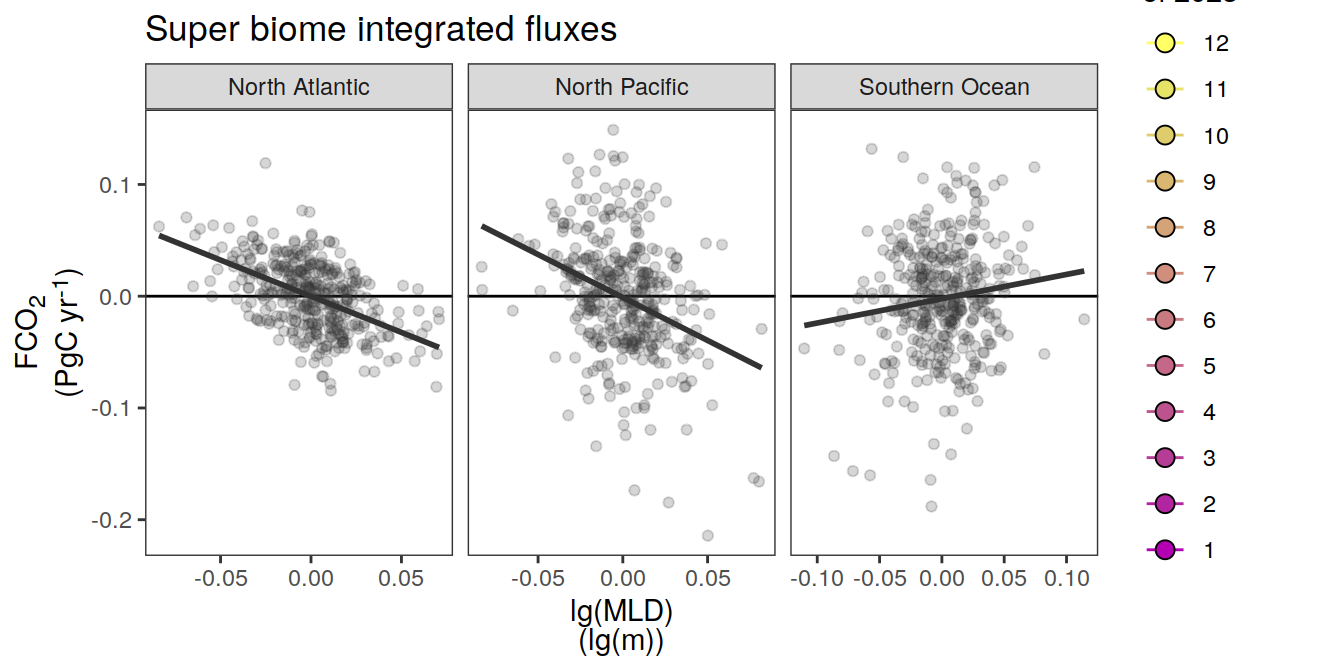 Super biome integrated fluxes
North Atlantic
North Pacific
Southern Ocean
FCO₂
(PgC yr⁻¹)
0.1
0.0
-0.1
-0.2
-0.05 0.00 0.05
-0.05 0.00 0.05
-0.10 -0.05 0.00 0.05 0.10
lg(MLD)
(lg(m))
12
11
10
9
8
7
6
5
4
3
2
1